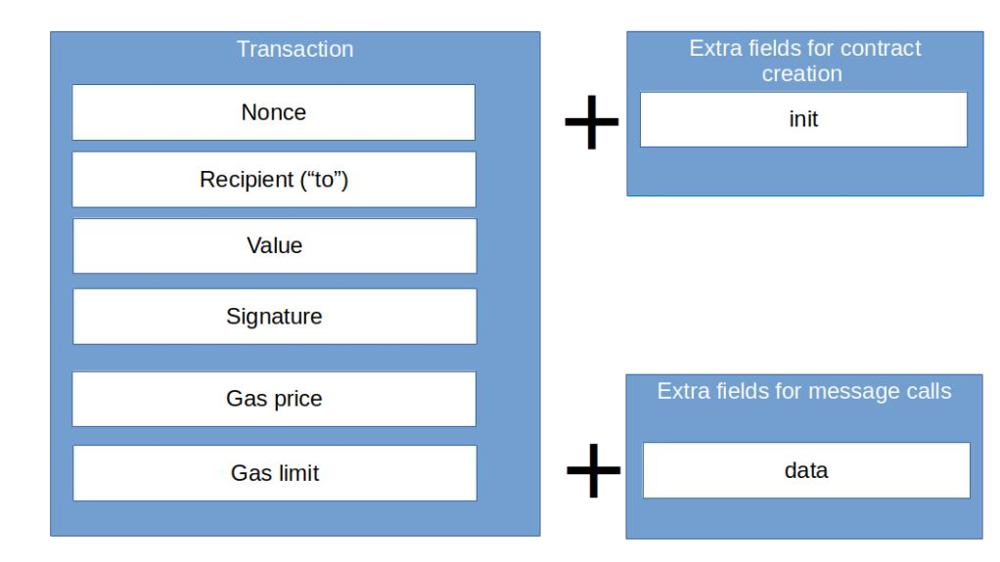 Transaction
Nonce
Recipient (“to”)
Value
Signature
Gas price
Gas limit
Extra fields for contract
creation
init
Extra fields for message calls
data